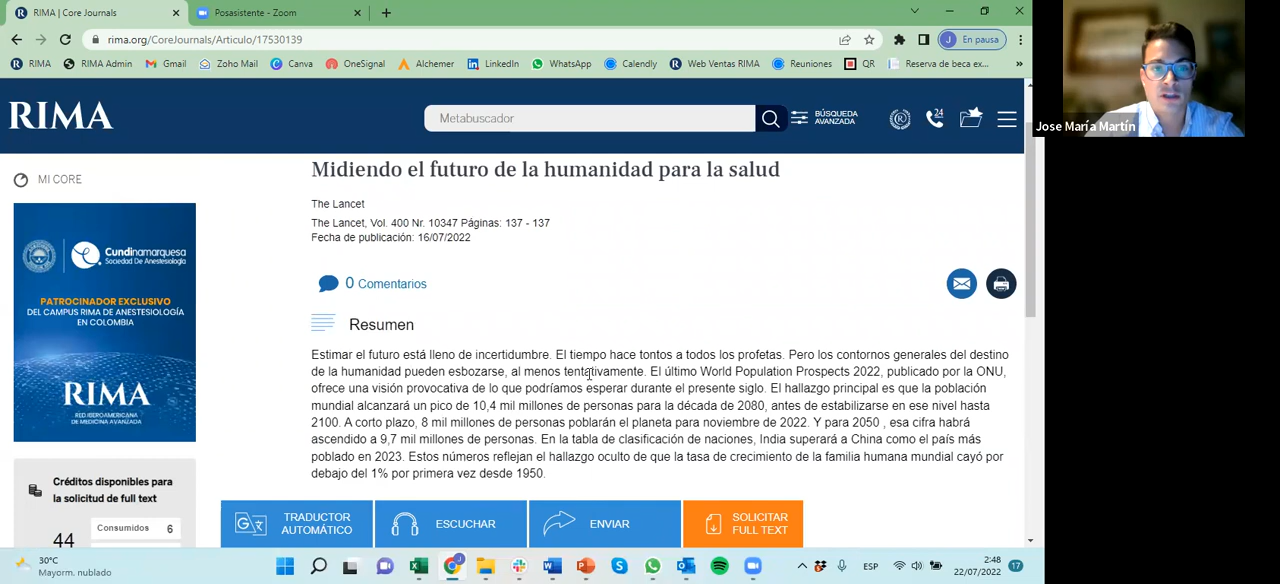 RIMA | Core Journals
Posasistente - Zoom
rima.org/CoreJournals/Articulo/17530139
J En pausa
RIMA RIMA Admin Gmail Zoho Mail Canva OneSignal Alchemer LinkedIn WhatsApp Calendly Web Ventas RIMA Reuniones QR Reserva de beca ex... »
RIMA
Metabuscador
BÚSQUEDA
AVANZADA
24
Jose María Martín
MI CORE
Cundinamarquesa
Sociedad De Anestesiología
PATROCINADOR EXCLUSIVO
DEL CAMPUS RIMA DE ANESTESIOLOGÍA
EN COLOMBIA
RIMA
RED IBEROAMERICANA
DE MEDICINA AVANZADA
Créditos disponibles para
la solicitud de full text
Consumidos 6
44
Midiendo el futuro de la humanidad para la salud
The Lancet
The Lancet, Vol. 400 Nr. 10347 Páginas: 137 - 137
Fecha de publicación: 16/07/2022
0 Comentarios
Resumen
Estimar el futuro está lleno de incertidumbre. El tiempo hace tontos a todos los profetas. Pero los contornos generales del destino
de la humanidad pueden esbozarse, al menos tentativamente. El último World Population Prospects 2022, publicado por la ONU,
ofrece una visión provocativa de lo que podríamos esperar durante el presente siglo. El hallazgo principal es que la población
mundial alcanzará un pico de 10,4 mil millones de personas para la década de 2080, antes de estabilizarse en ese nivel hasta
2100. A corto plazo, 8 mil millones de personas poblarán el planeta para noviembre de 2022. Y para 2050 , esa cifra habrá
ascendido a 9,7 mil millones de personas. En la tabla de clasificación de naciones, India superará a China como el país más
poblado en 2023. Estos números reflejan el hallazgo oculto de que la tasa de crecimiento de la familia humana mundial cayó por
debajo del 1% por primera vez desde 1950.
TRADUCTOR
AUTOMÁTICO
ESCUCHAR
ENVIAR
SOLICITAR
FULL TEXT
30°C
Mayorm. nublado
ESP
2:48
22/07/2022
17